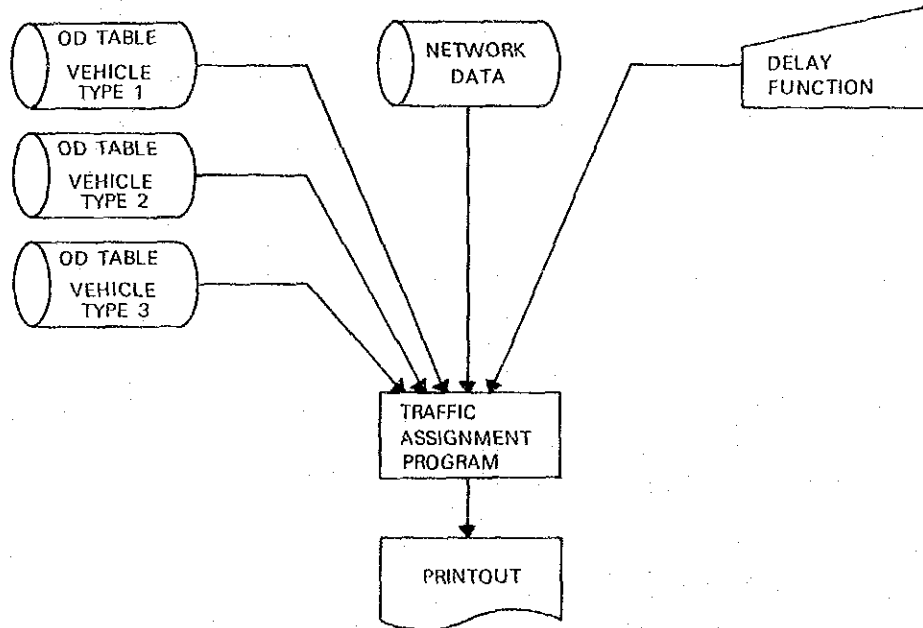 OD TABLE
VEHICLE
TYPE 1
OD TABLE
VEHICLE
TYPE 2
OD TABLE
VEHICLE
TYPE 3
NETWORK
DATA
DELAY
FUNCTION
TRAFFIC
ASSIGNMENT
PROGRAM
PRINTOUT